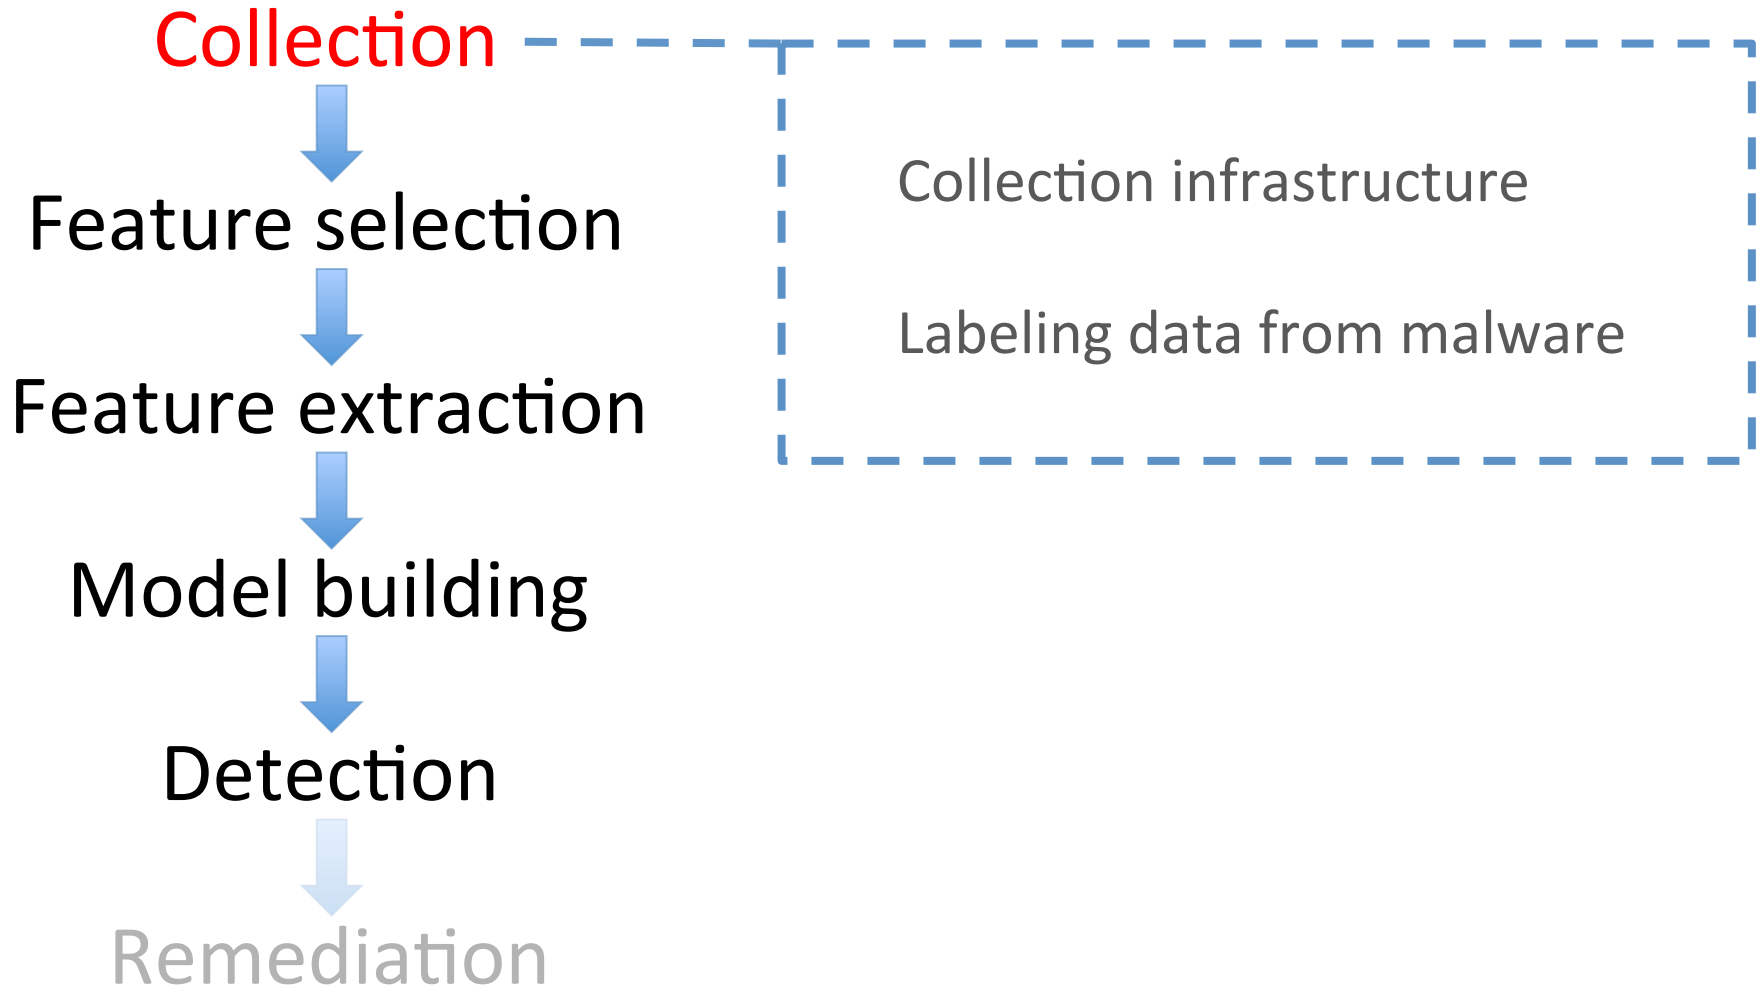 Collection
Collection infrastructure
Labeling data from malware
Feature selection
Feature extraction
Model building
Detection
Remediation